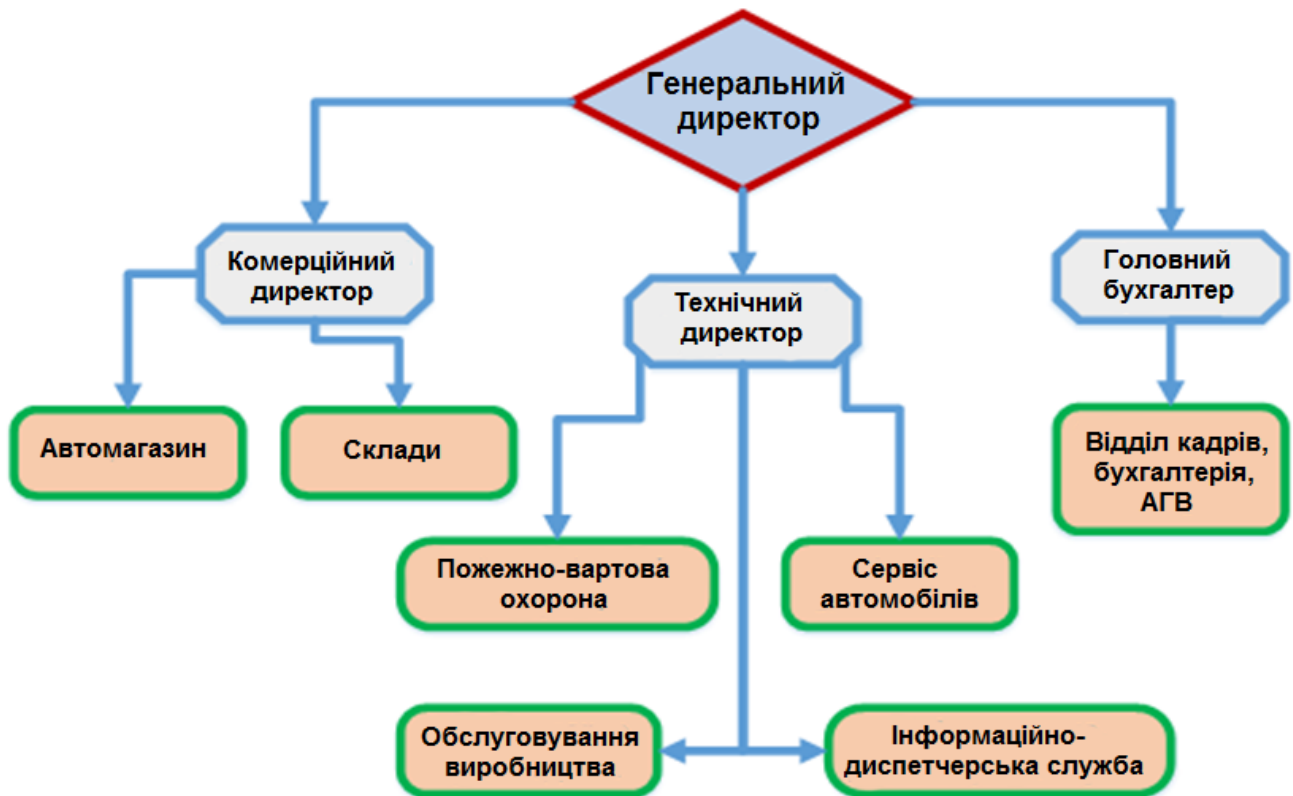 Генеральний
директор
Комерційний
директор
Технічний
директор
Головний
бухгалтер
Автомагазин
Склади
Відділ кадрів,
бухгалтерія,
АГВ
Пожежно-вартова
охорона
Сервіс
автомобілів
Обслуговування
виробництва
Інформаційно-
диспетчерська служба